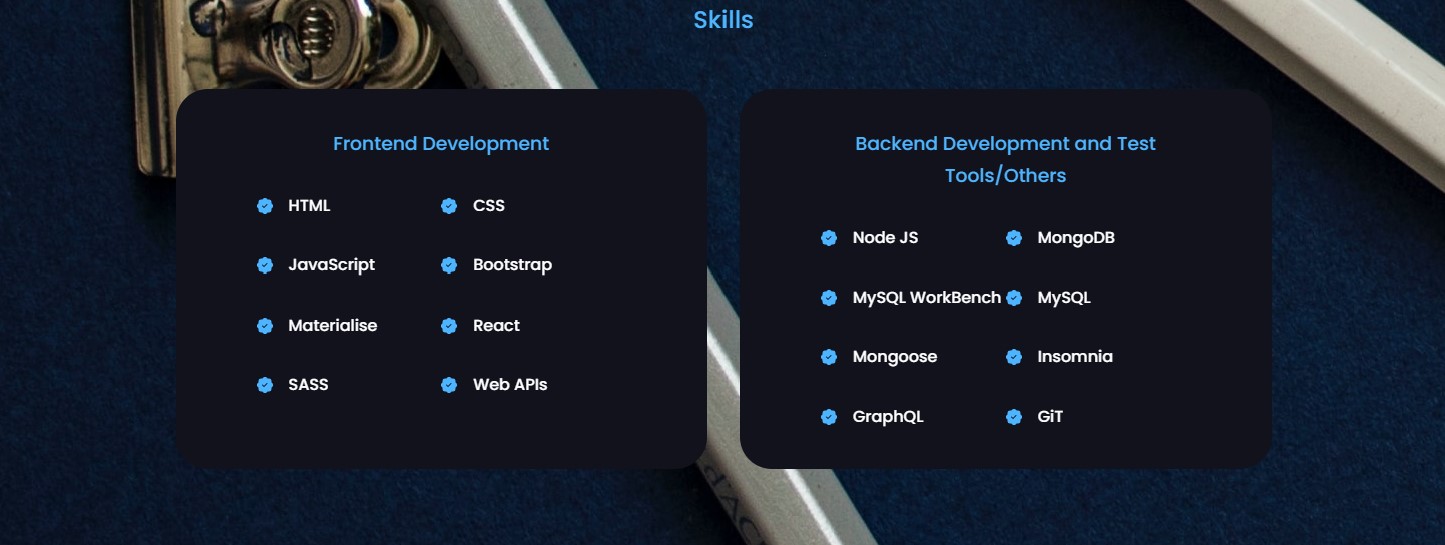 Skills
Frontend Development
HTML
CSS
JavaScript
Bootstrap
Materialise
React
SASS
Web APIs
Backend Development and Test
Tools/Others
Node JS
MongoDB
MySQL WorkBench
MySQL
Mongoose
Insomnia
GraphQL
GiT